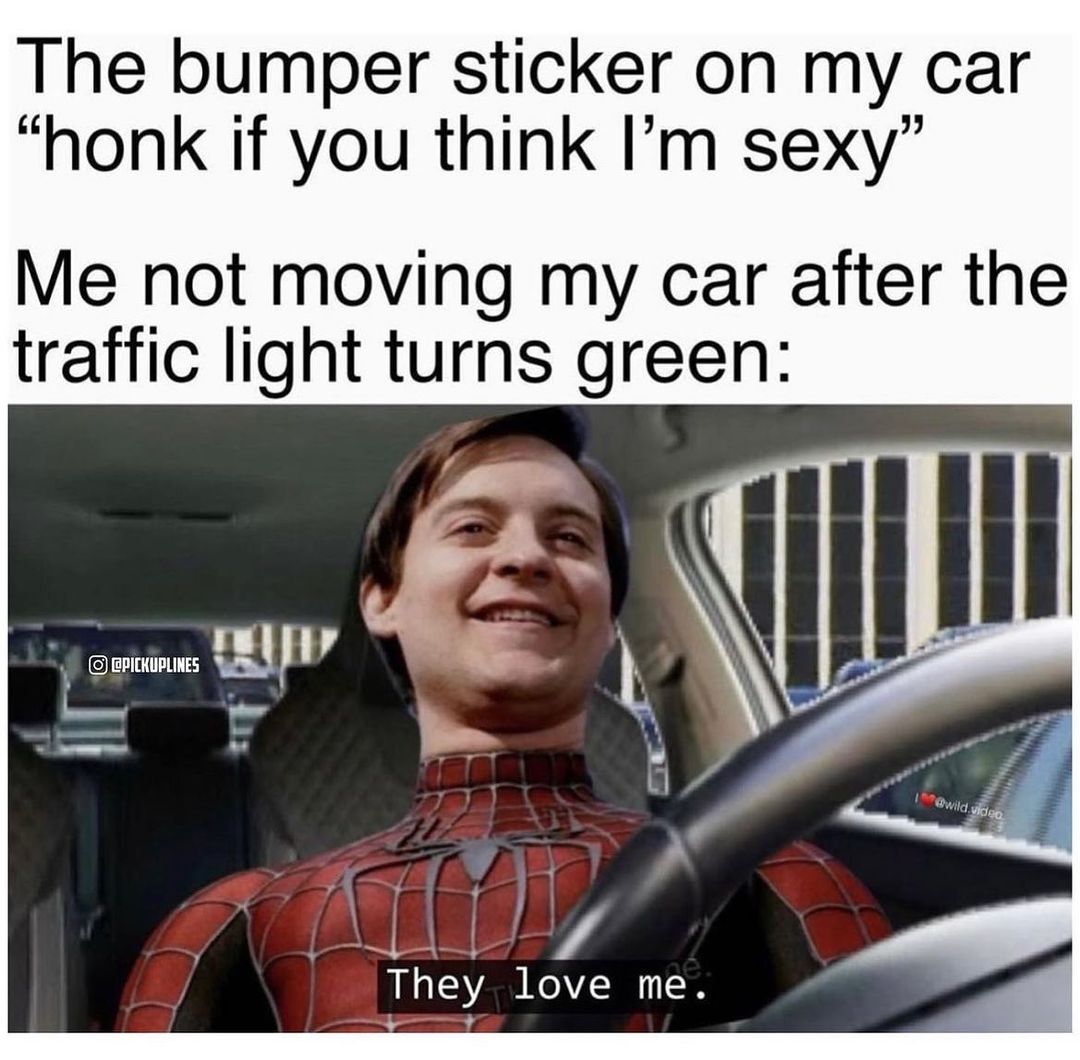 The bumper sticker on my car
“honk if you think I’m sexy”
Me not moving my car after the
traffic light turns green:
@PICKUPLINES
I ❤️@wild.video
They love me.